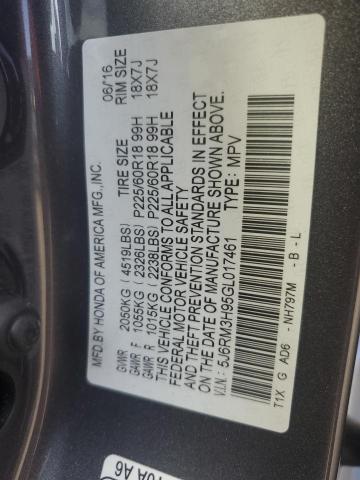 MFD.BY HONDA OF AMERICA MFG.,INC. 06/16
TIRE SIZE RIM SIZE
GVWR 2050KG (4519LBS)
GAWR F 1055KG (2326LBS) P225/60R18 99H 18X7J
GAWR R 1015KG (2238LBS) P225/60R18 99H 18X7J
THIS VEHICLE CONFORMS TO ALL APPLICABLE
FEDERAL MOTOR VEHICLE SAFETY
AND THEFT PREVENTION STANDARDS IN EFFECT
ON THE DATE OF MANUFACTURE SHOWN ABOVE.
V.I.N.: 5J6RM3H95GL017461 TYPE: MPV
T1X G AD6 - NH797M - B - L
0A A6